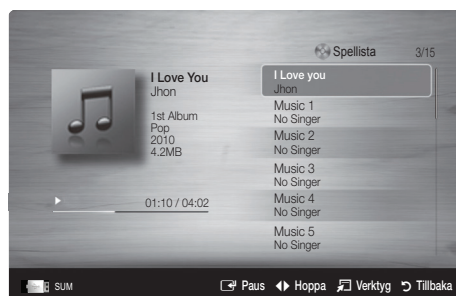 Spellista 3/15
I Love You
Jhon
1st Album
Pop
2010
4.2MB
01:10 / 04:02
I Love you
Jhon
Music 1
No Singer
Music 2
No Singer
Music 3
No Singer
Music 4
No Singer
Music 5
No Singer
SUM Paus Hoppa Verktyg Tillbaka